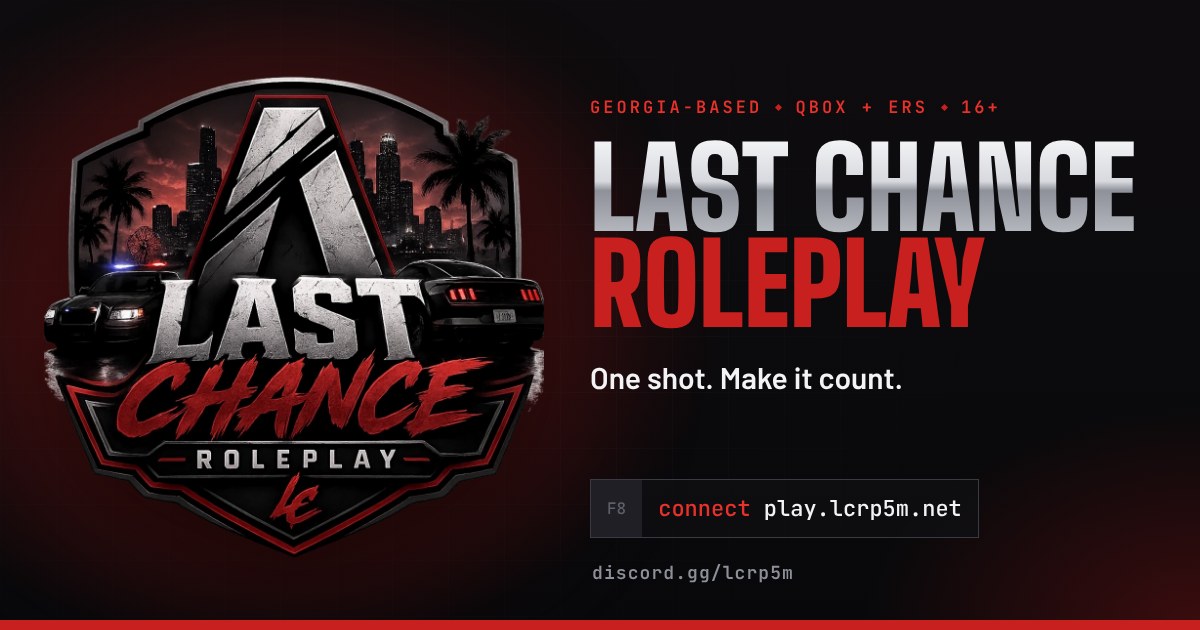 LAST
CHANCE
ROLEPLAY
LC
GEORGIA-BASED ◆ QBOX + ERS ◆ 16+
LAST CHANCE
ROLEPLAY
One shot. Make it count.
F8 connect play.lcrp5m.net
discord.gg/lcrp5m